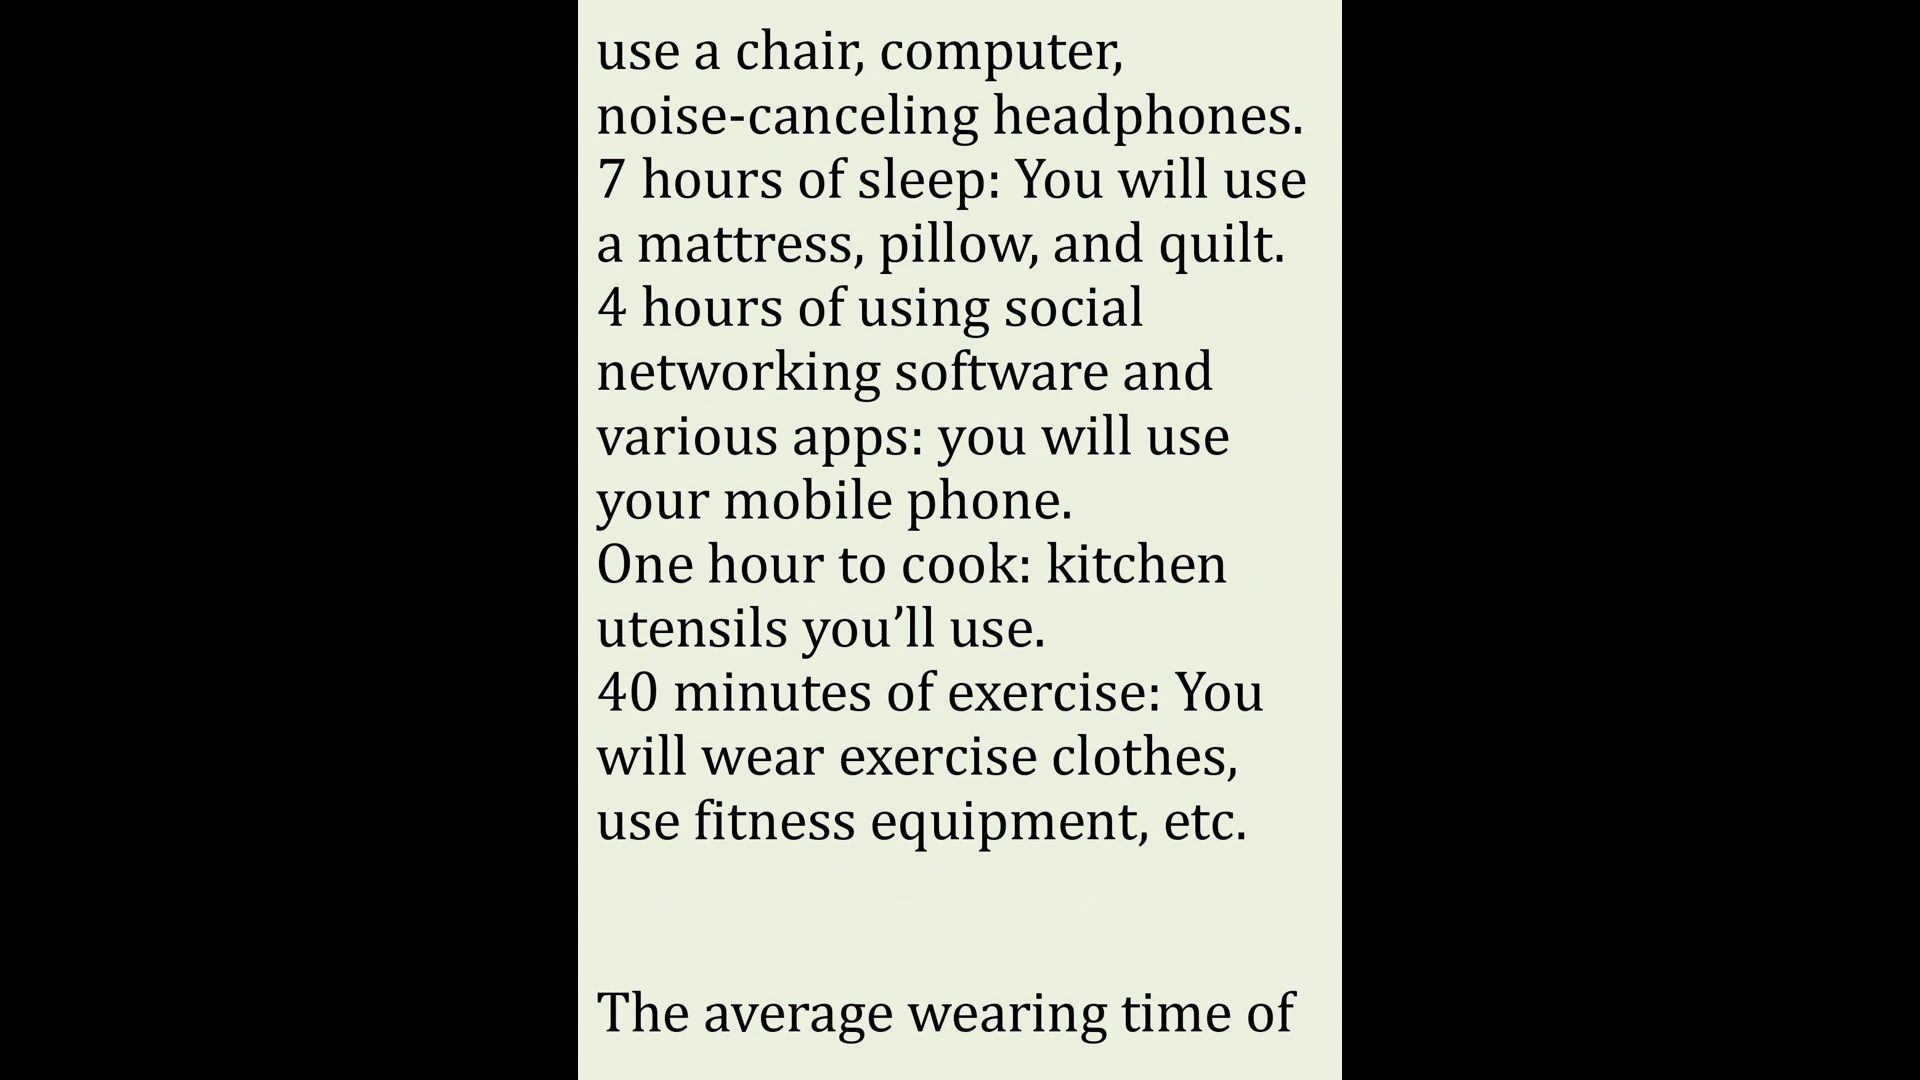 use a chair, computer,
noise-canceling headphones.
7 hours of sleep: You will use
a mattress, pillow, and quilt.
4 hours of using social
networking software and
various apps: you will use
your mobile phone.
One hour to cook: kitchen
utensils you’ll use.
40 minutes of exercise: You
will wear exercise clothes,
use fitness equipment, etc.
The average wearing time of